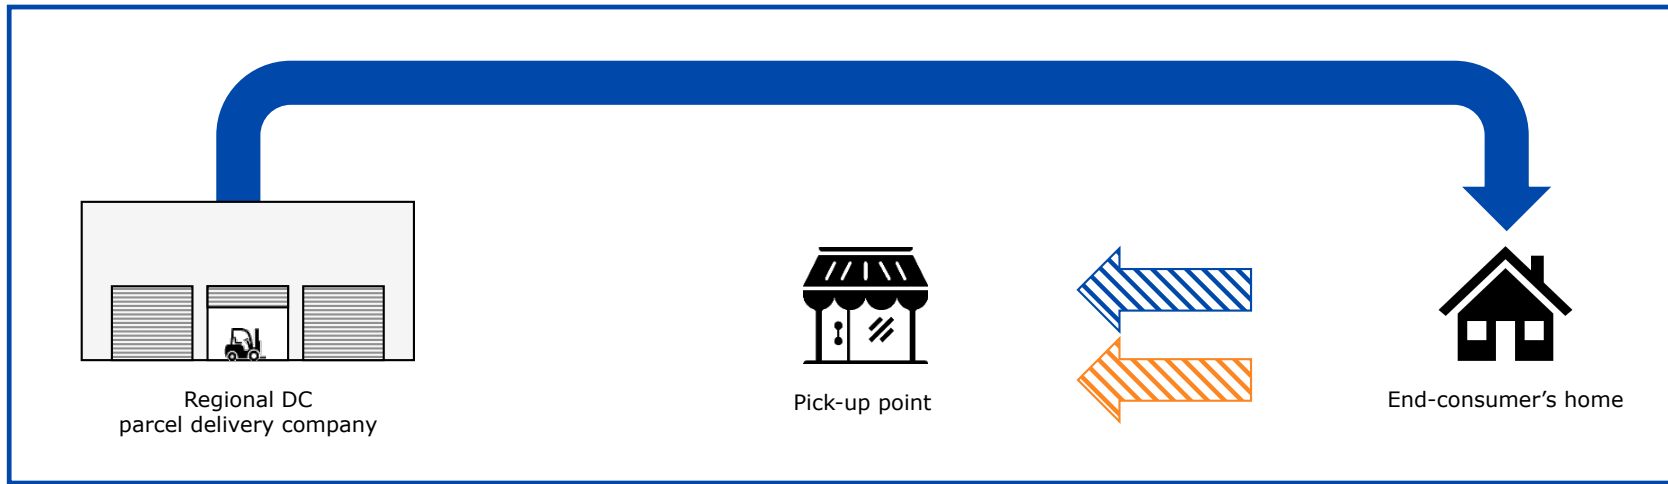 Regional DC
parcel delivery company
Pick-up point
End-consumer’s home